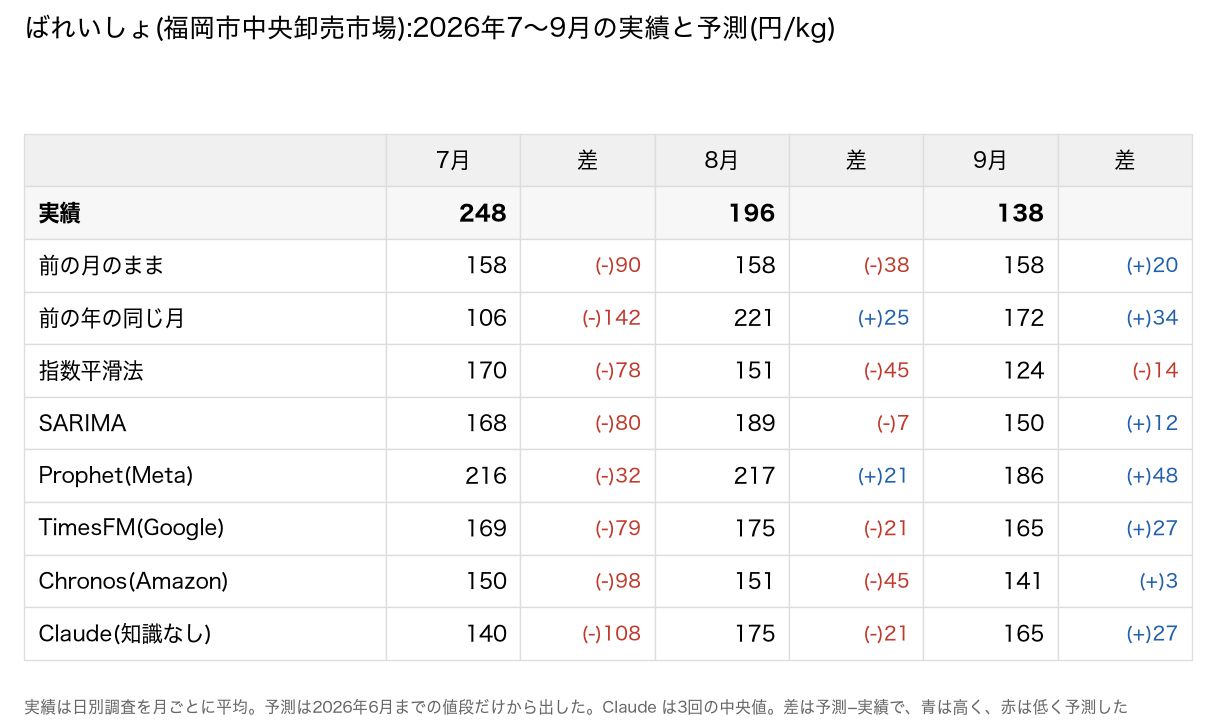 ばれいしょ(福岡市中央卸売市場):2026年7〜9月の実績と予測(円/kg)
7月 差 8月 差 9月 差
実績 248 196 138
前の月のまま 158 (-)90 158 (-)38 158 (+)20
前の年の同じ月 106 (-)142 221 (+)25 172 (+)34
指数平滑法 170 (-)78 151 (-)45 124 (-)14
SARIMA 168 (-)80 189 (-)7 150 (+)12
Prophet(Meta) 216 (-)32 217 (+)21 186 (+)48
TimesFM(Google) 169 (-)79 175 (-)21 165 (+)27
Chronos(Amazon) 150 (-)98 151 (-)45 141 (+)3
Claude(知識なし) 140 (-)108 175 (-)21 165 (+)27
実績は日別調査を月ごとに平均。予測は2026年6月までの値段だけから出した。Claude は3回の中央値。差は予測−実績で、青は高く、赤は低く予測した